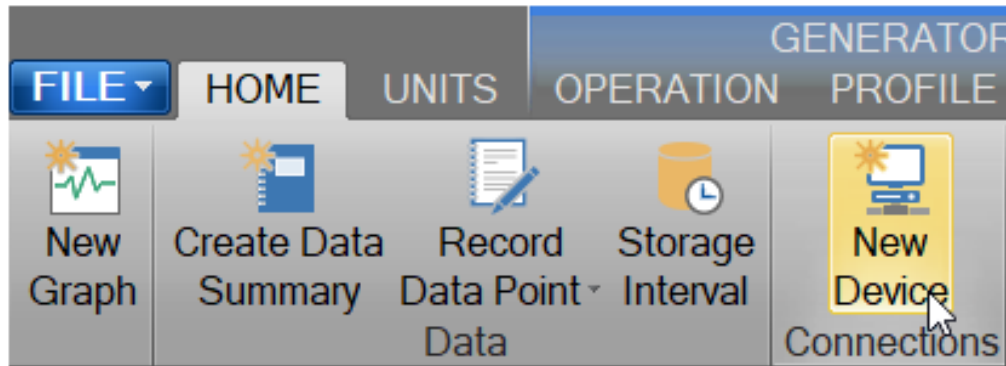 GENERATOR
FILE HOME UNITS OPERATION PROFILE
New Create Data Record Storage New
Graph Summary Data Point Interval Device
Data Connections